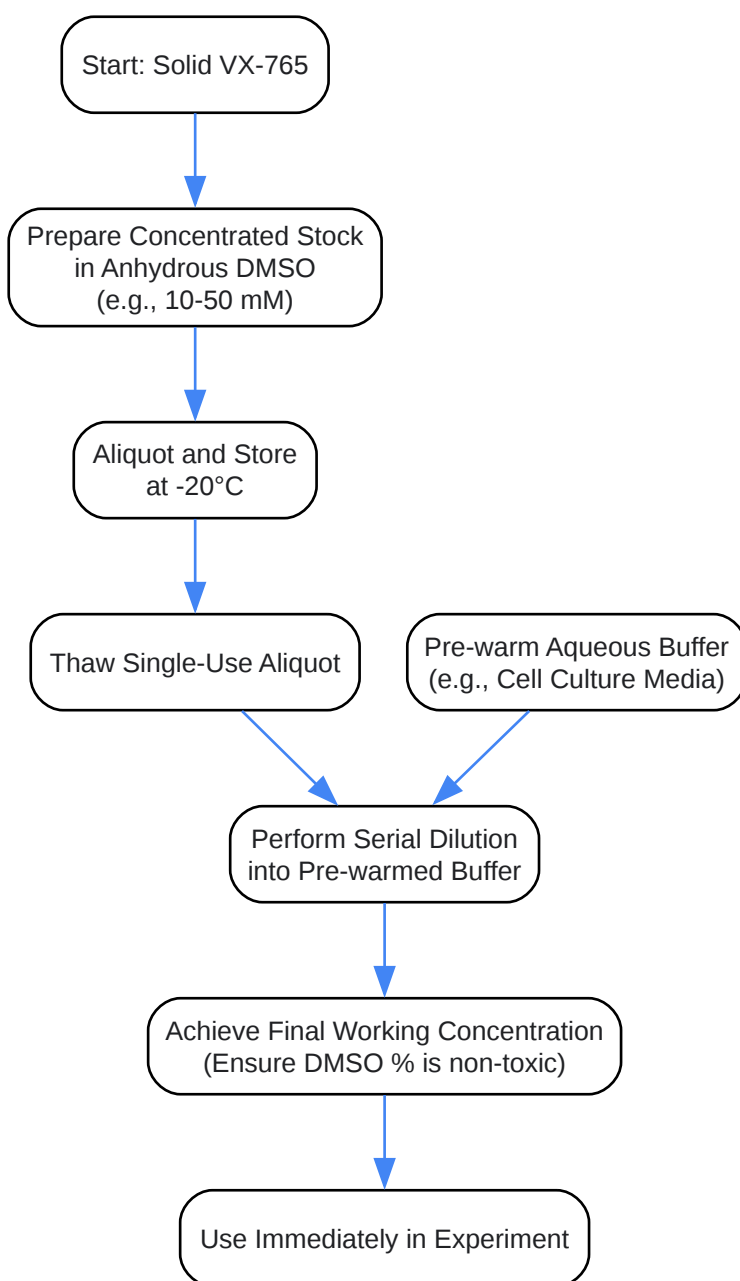 Start: Solid VX-765
Prepare Concentrated Stock
in Anhydrous DMSO
(e.g., 10-50 mM)
Aliquot and Store
at -20°C
Thaw Single-Use Aliquot
Pre-warm Aqueous Buffer
(e.g., Cell Culture Media)
Perform Serial Dilution
into Pre-warmed Buffer
Achieve Final Working Concentration
(Ensure DMSO % is non-toxic)
Use Immediately in Experiment